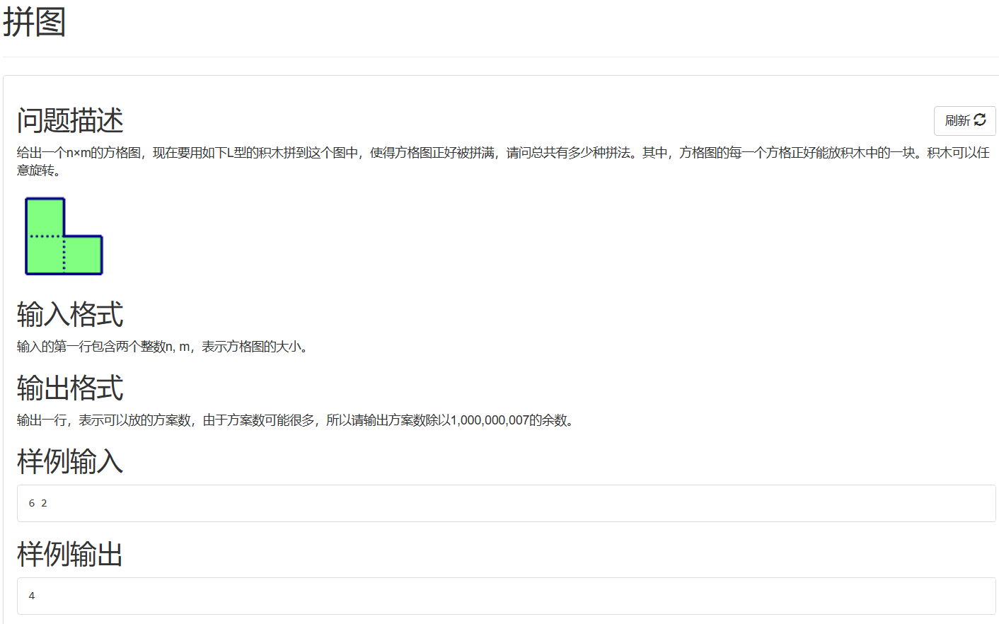 拼图
问题描述
刷新
给出一个n×m的方格图，现在要用如下L型的积木拼到这个图中，使得方格图正好被拼满，请问总共有多少种拼法。其中，方格图的每一个方格正好能放积木中的一块。积木可以任
意旋转。
输入格式
输入的第一行包含两个整数n, m，表示方格图的大小。
输出格式
输出一行，表示可以放的方案数，由于方案数可能很多，所以请输出方案数除以1,000,000,007的余数。
样例输入
6 2
样例输出
4